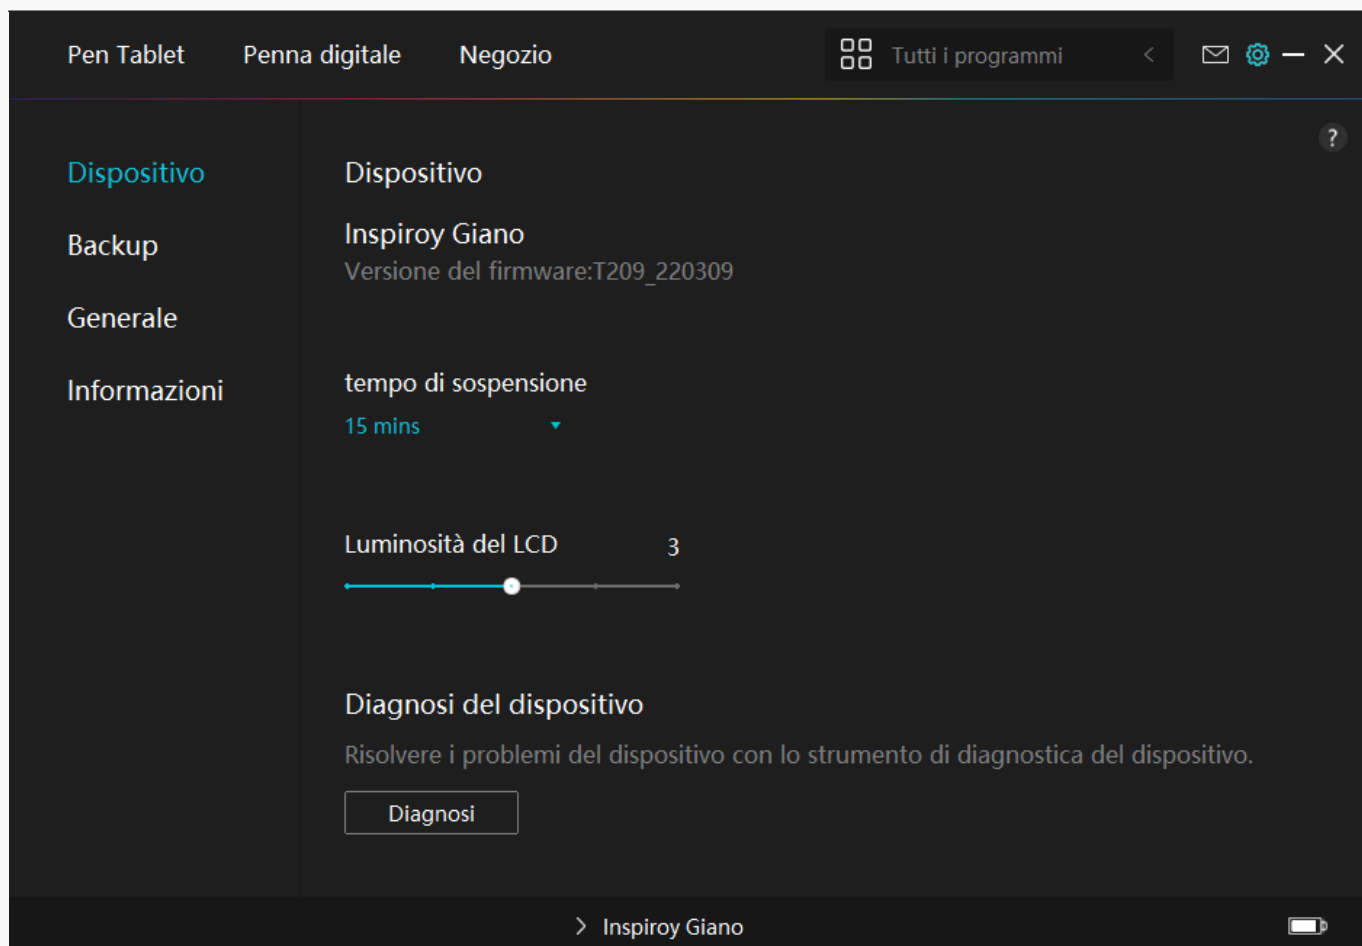 Pen Tablet Penna digitale Negozio Tutti i programmi
?
Dispositivo
Backup
Generale
Informazioni
Dispositivo
Inspiroy Giano
Versione del firmware:T209_220309
tempo di sospensione
15 mins
Luminosità del LCD 3
Diagnosi del dispositivo
Risolvere i problemi del dispositivo con lo strumento di diagnostica del dispositivo.
Diagnosi
Inspiroy Giano